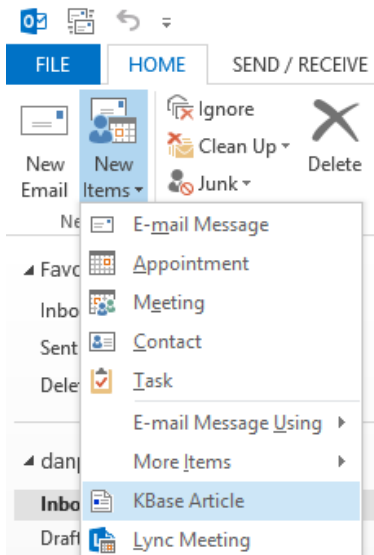 FILE HOME SEND / RECEIVE
Ignore
Clean Up
Junk
New Email
New Items
Delete
E-mail Message
Appointment
Meeting
Contact
Task
E-mail Message Using
More Items
KBase Article
Lync Meeting